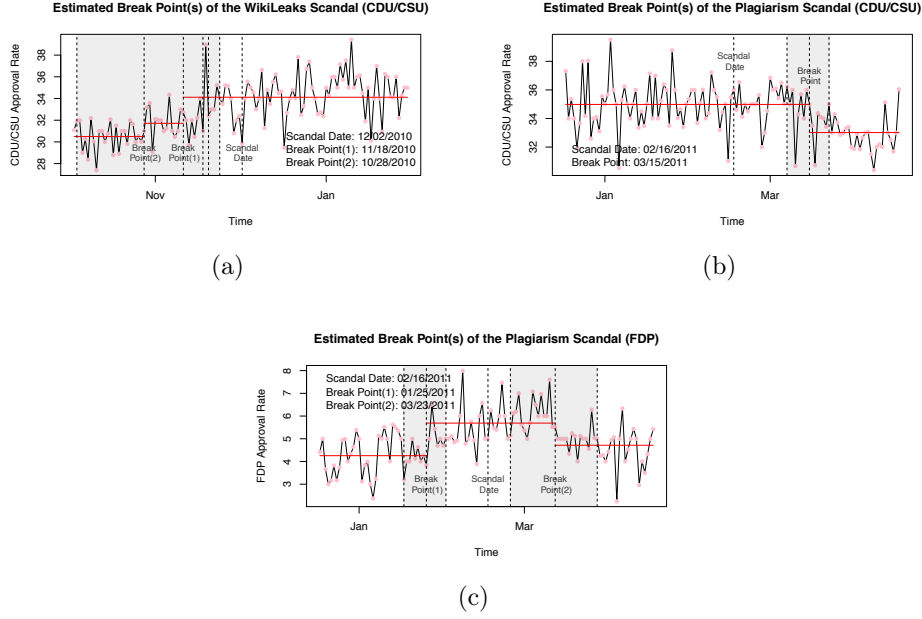 Estimated Break Point(s) of the WikiLeaks Scandal (CDU/CSU)
CDU/CSU Approval Rate
38
36
34
32
30
28
Break
Point(2)
Break
Point(1)
Scandal
Date
Scandal Date: 12/02/2010
Break Point(1): 11/18/2010
Break Point(2): 10/28/2010
Nov
Jan
Time
(a)
Estimated Break Point(s) of the Plagiarism Scandal (CDU/CSU)
CDU/CSU Approval Rate
38
36
34
32
Scandal
Date
Break
Point
Scandal Date: 02/16/2011
Break Point: 03/15/2011
Jan
Mar
Time
(b)
Estimated Break Point(s) of the Plagiarism Scandal (FDP)
FDP Approval Rate
8
7
6
5
4
3
Scandal Date: 02/16/2011
Break Point(1): 01/25/2011
Break Point(2): 03/23/2011
Break
Point(1)
Scandal
Date
Break
Point(2)
Jan
Mar
Time
(c)